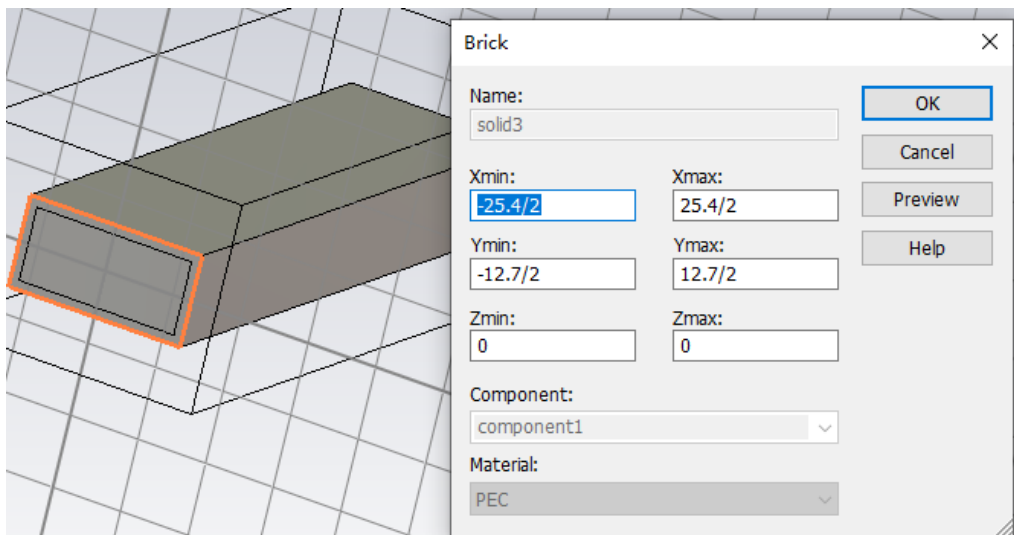 Brick
Name:
OK
solid3
Cancel
Xmin:
Xmax:
-25.4/2
25.4/2
Preview
Ymin:
Ymax:
Help
-12.7/2
12.7/2
Zmin:
Zmax:
0
0
Component:
component1
Material:
PEC